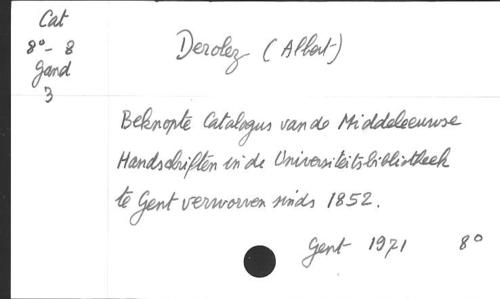 Cat
8° - 8
Gand
3
Derolez (Albert)
Beknopte Catalogus van de Middeleeuwse
Handschriften in de Universiteitsbibliotheek
te Gent verworven sinds 1852.
Gent 1971 8°